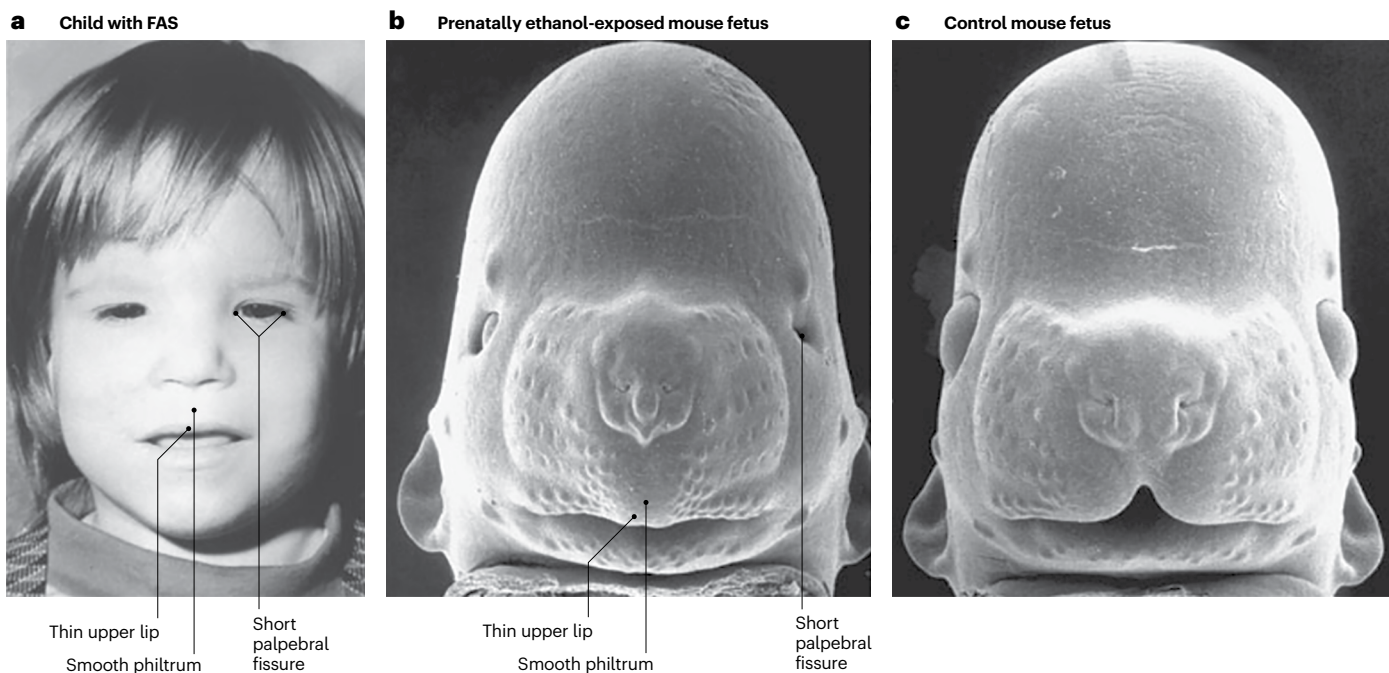 a Child with FAS
b Prenatally ethanol-exposed mouse fetus
c Control mouse fetus
Thin upper lip
Smooth philtrum
Short
palpebral
fissure
Thin upper lip
Smooth philtrum
Short
palpebral
fissure